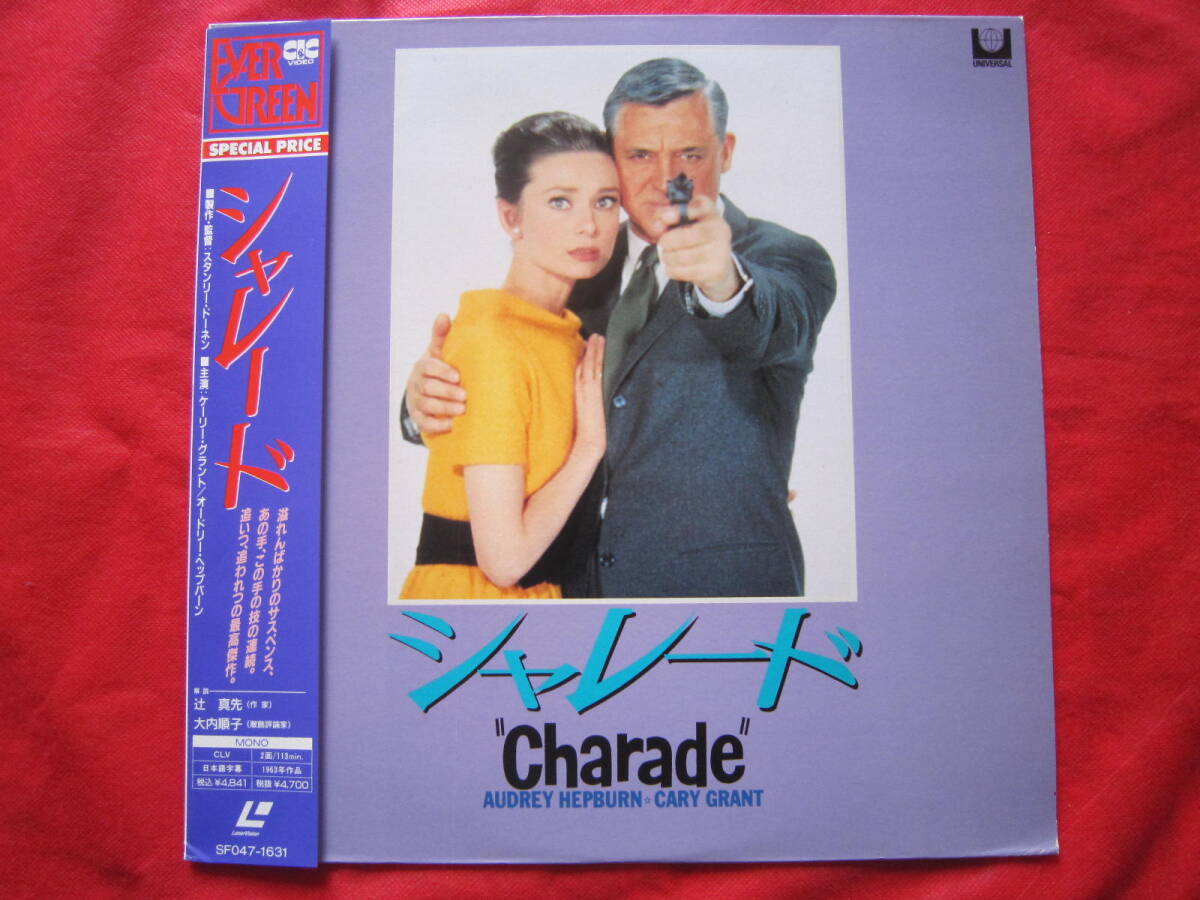 EVER GREEN
CIC
VIDEO
SPECIAL PRICE
シャレード
■製作・監督:スタンリー・ドーネン ■主演:ケーリー・グラント/オードリー・ヘップバーン
溢れんばかりのサスペンス、
あの手、この手の技の連続。
追いつ、追われつの最高傑作。
解説
辻 真先(作家)
大内順子(服飾評論家)
MONO
CLV 2面/113min.
日本語字幕 1963年作品
税込¥4,841 税抜¥4,700
LaserVision
SF047-1631
UNIVERSAL
シャレード
"Charade"
AUDREY HEPBURN☆CARY GRANT